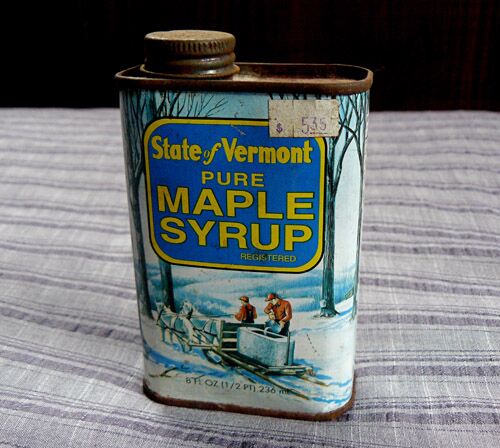 $ 5.35
State of Vermont
PURE
MAPLE
SYRUP
REGISTERED
8 FL OZ (1/2 PT) 236 mL